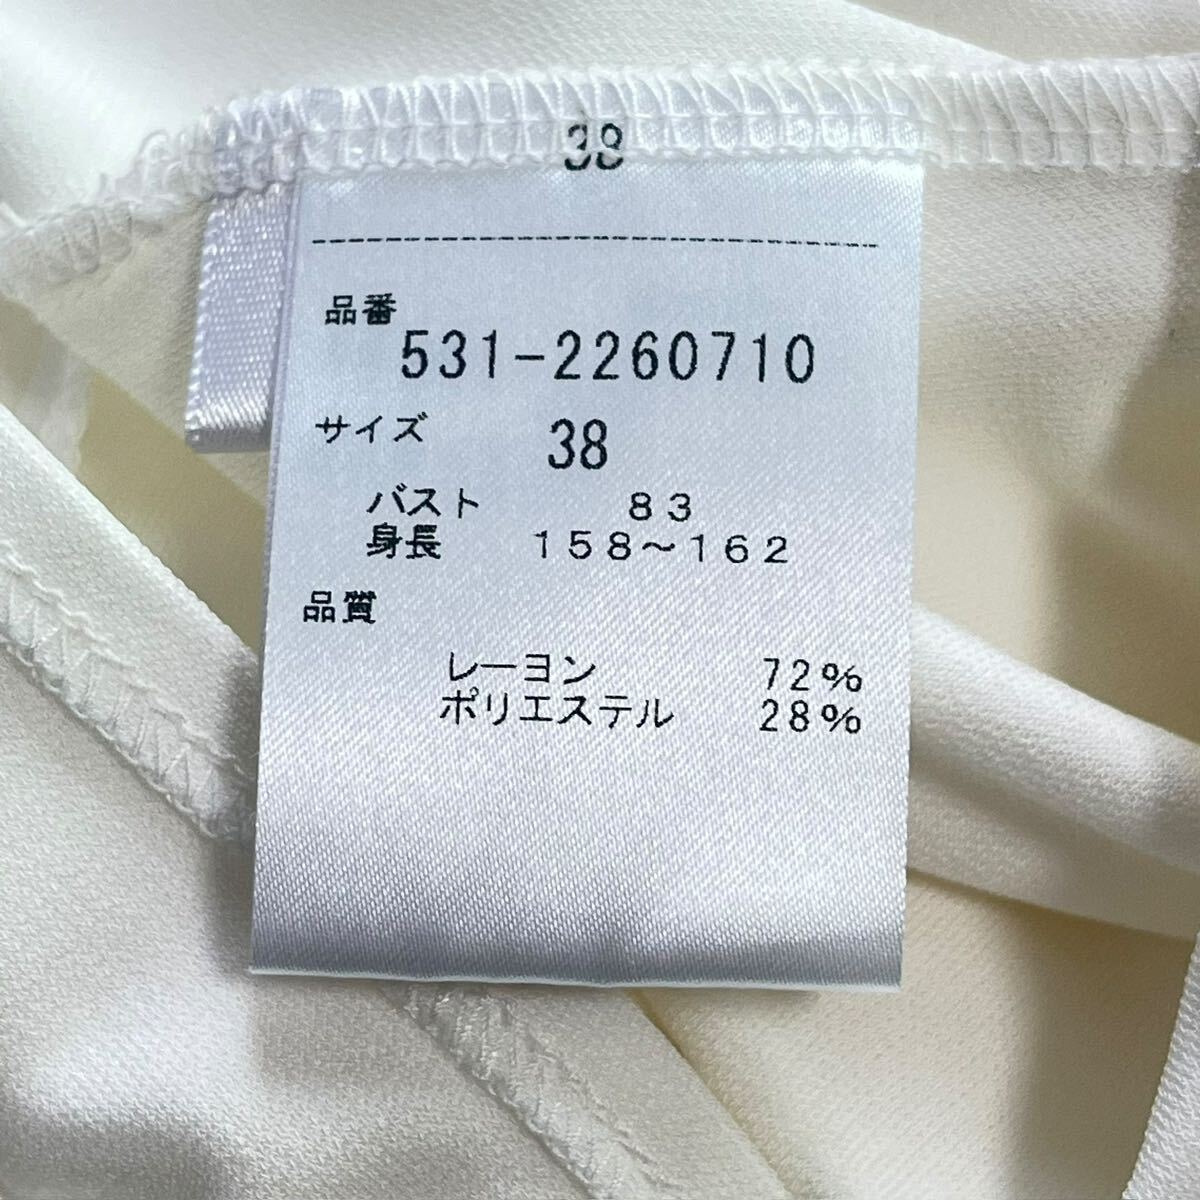 38
品番
531-2260710
サイズ 38
バスト 83
身長 158～162
品質
レーヨン 72%
ポリエステル 28%